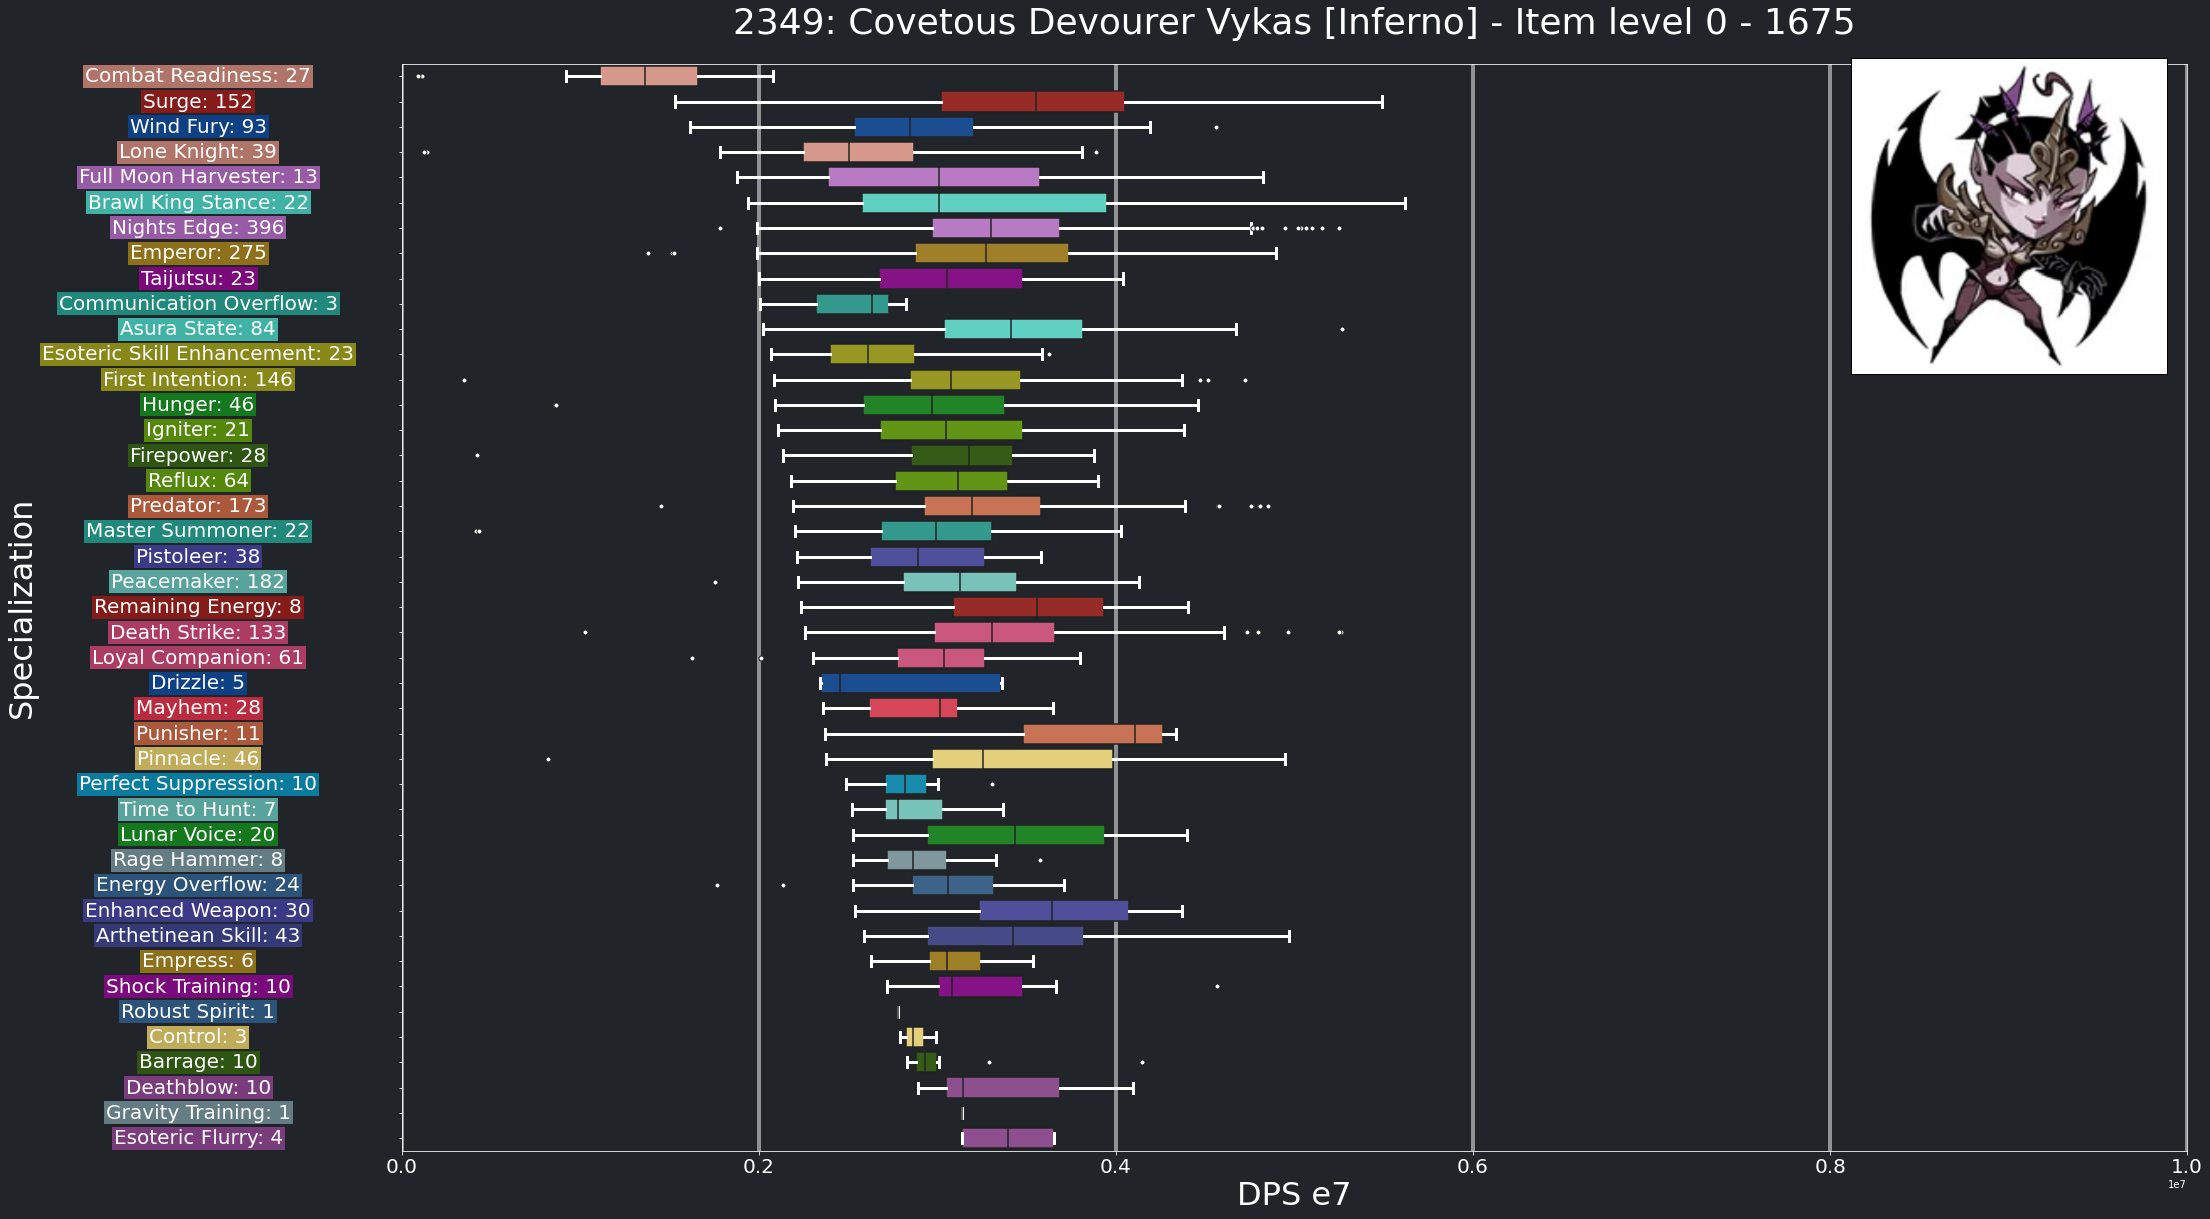 2349: Covetous Devourer Vykas [Inferno] - Item level 0 - 1675
Specialization
Combat Readiness: 27
Surge: 152
Wind Fury: 93
Lone Knight: 39
Full Moon Harvester: 13
Brawl King Stance: 22
Nights Edge: 396
Emperor: 275
Taijutsu: 23
Communication Overflow: 3
Asura State: 84
Esoteric Skill Enhancement: 23
First Intention: 146
Hunger: 46
Igniter: 21
Firepower: 28
Reflux: 64
Predator: 173
Master Summoner: 22
Pistoleer: 38
Peacemaker: 182
Remaining Energy: 8
Death Strike: 133
Loyal Companion: 61
Drizzle: 5
Mayhem: 28
Punisher: 11
Pinnacle: 46
Perfect Suppression: 10
Time to Hunt: 7
Lunar Voice: 20
Rage Hammer: 8
Energy Overflow: 24
Enhanced Weapon: 30
Arthetinean Skill: 43
Empress: 6
Shock Training: 10
Robust Spirit: 1
Control: 3
Barrage: 10
Deathblow: 10
Gravity Training: 1
Esoteric Flurry: 4
0.0 0.2 0.4 0.6 0.8 1.0
1e7
DPS e7